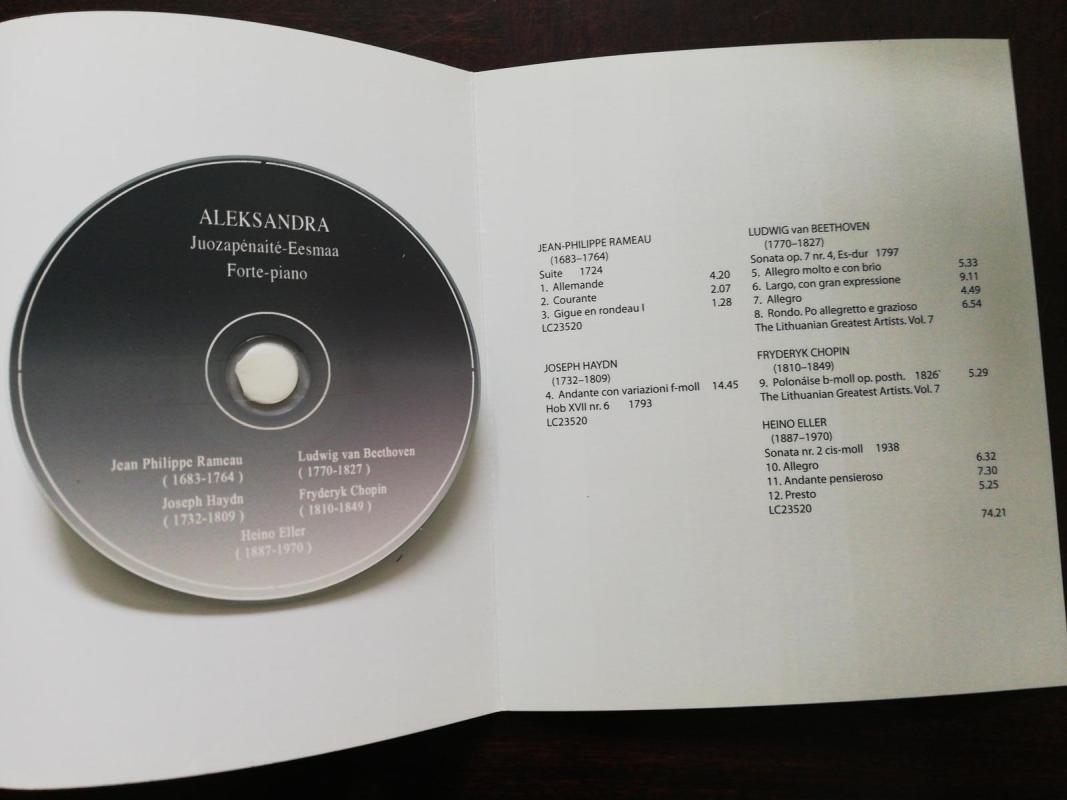 ALEKSANDRA
Juozapénaité-Eesmaa
Forte-piano
Jean Philippe Rameau
( 1683-1764 )
Joseph Haydn
( 1732-1809 )
Ludwig van Beethoven
( 1770-1827 )
Fryderyk Chopin
( 1810-1849 )
Heino Eller
( 1887-1970 )
JEAN-PHILIPPE RAMEAU
(1683–1764)
Suite 1724
1. Allemande 4.20
2. Courante 2.07
3. Gigue en rondeau I 1.28
LC23520
JOSEPH HAYDN
(1732–1809)
4. Andante con variazioni f-moll 14.45
Hob XVII nr. 6 1793
LC23520
LUDWIG van BEETHOVEN
(1770–1827)
Sonata op. 7 nr. 4, Es-dur 1797
5. Allegro molto e con brio 5.33
6. Largo, con gran expressione 9.11
7. Allegro 4.49
8. Rondo. Po allegretto e grazioso 6.54
The Lithuanian Greatest Artists. Vol. 7
FRYDERYK CHOPIN
(1810–1849)
9. Polonáise b-moll op. posth. 1826 5.29
The Lithuanian Greatest Artists. Vol. 7
HEINO ELLER
(1887–1970)
Sonata nr. 2 cis-moll 1938
10. Allegro 6.32
11. Andante pensieroso 7.30
12. Presto 5.25
LC23520
74.21